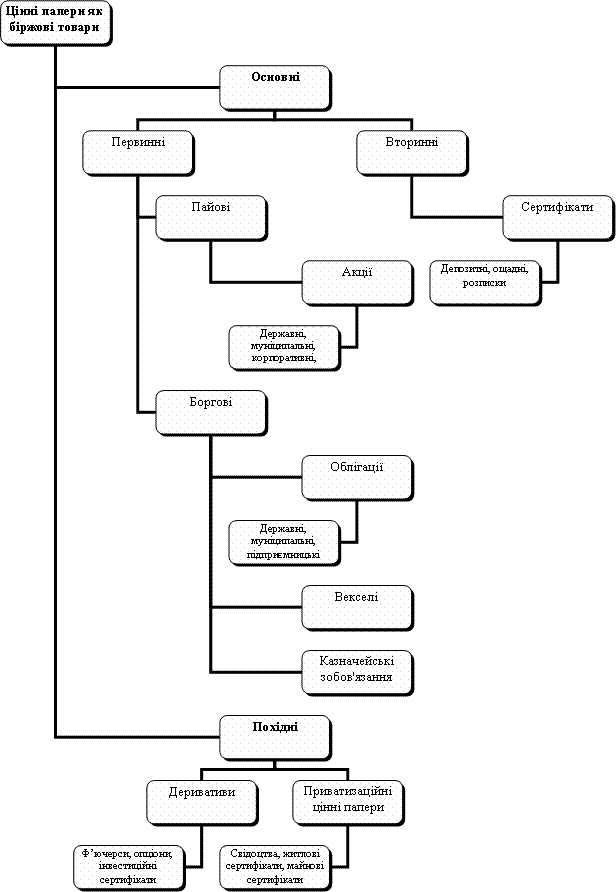 Цінні папери як
біржові товари
Основні
Первинні
Вторинні
Пайові
Сертифікати
Акції
Депозитні, ощадні,
розписки
Державні,
муніципальні,
корпоративні,
Боргові
Облігації
Державні,
муніципальні,
підприємницькі
Векселі
Казначейські
зобов'язання
Похідні
Деривативи
Приватизаційні
цінні папери
Ф’ючерси, опціони,
інвестиційні
сертифікати
Свідоцтва, житлові
сертифікати, майнові
сертифікати